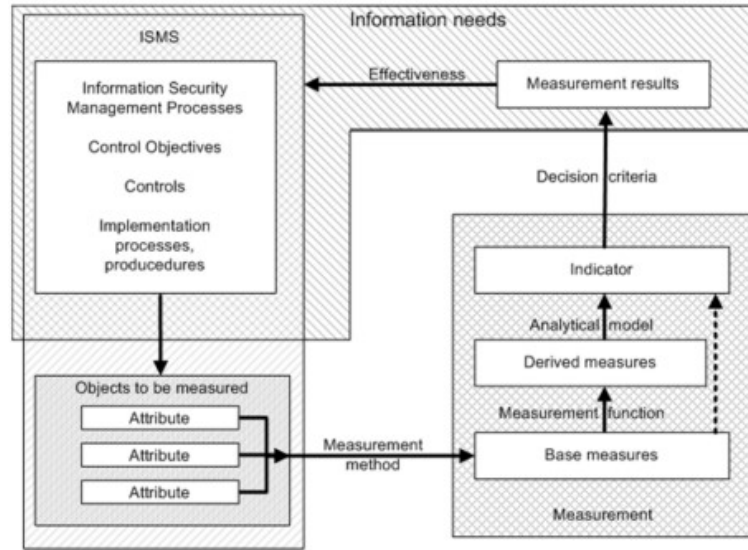 Information needs
ISMS
Information Security
Management Processes
Control Objectives
Controls
Implementation
processes,
producedures
Effectiveness
Measurement results
Decision criteria
Indicator
Analytical model
Derived measures
Measurement function
Base measures
Measurement
Objects to be measured
Attribute
Attribute
Attribute
Measurement
method